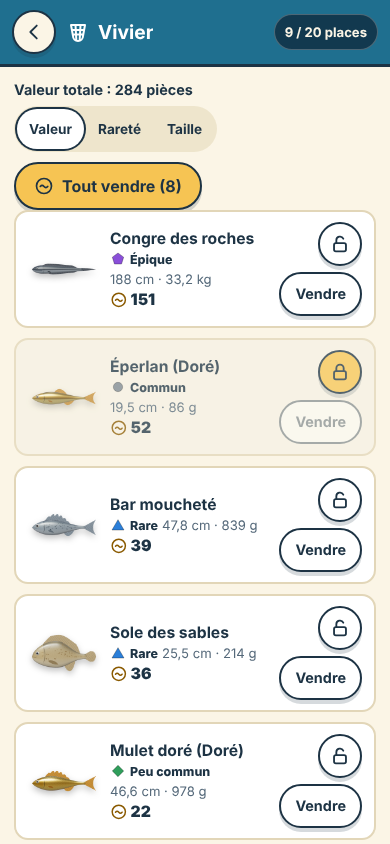 Vivier
9 / 20 places
Valeur totale : 284 pièces
Valeur Rareté Taille
Tout vendre (8)
Congre des roches
Épique
188 cm · 33,2 kg
151
Vendre
Éperlan (Doré)
Commun
19,5 cm · 86 g
52
Vendre
Bar moucheté
Rare 47,8 cm · 839 g
39
Vendre
Sole des sables
Rare 25,5 cm · 214 g
36
Vendre
Mulet doré (Doré)
Peu commun
46,6 cm · 978 g
22
Vendre